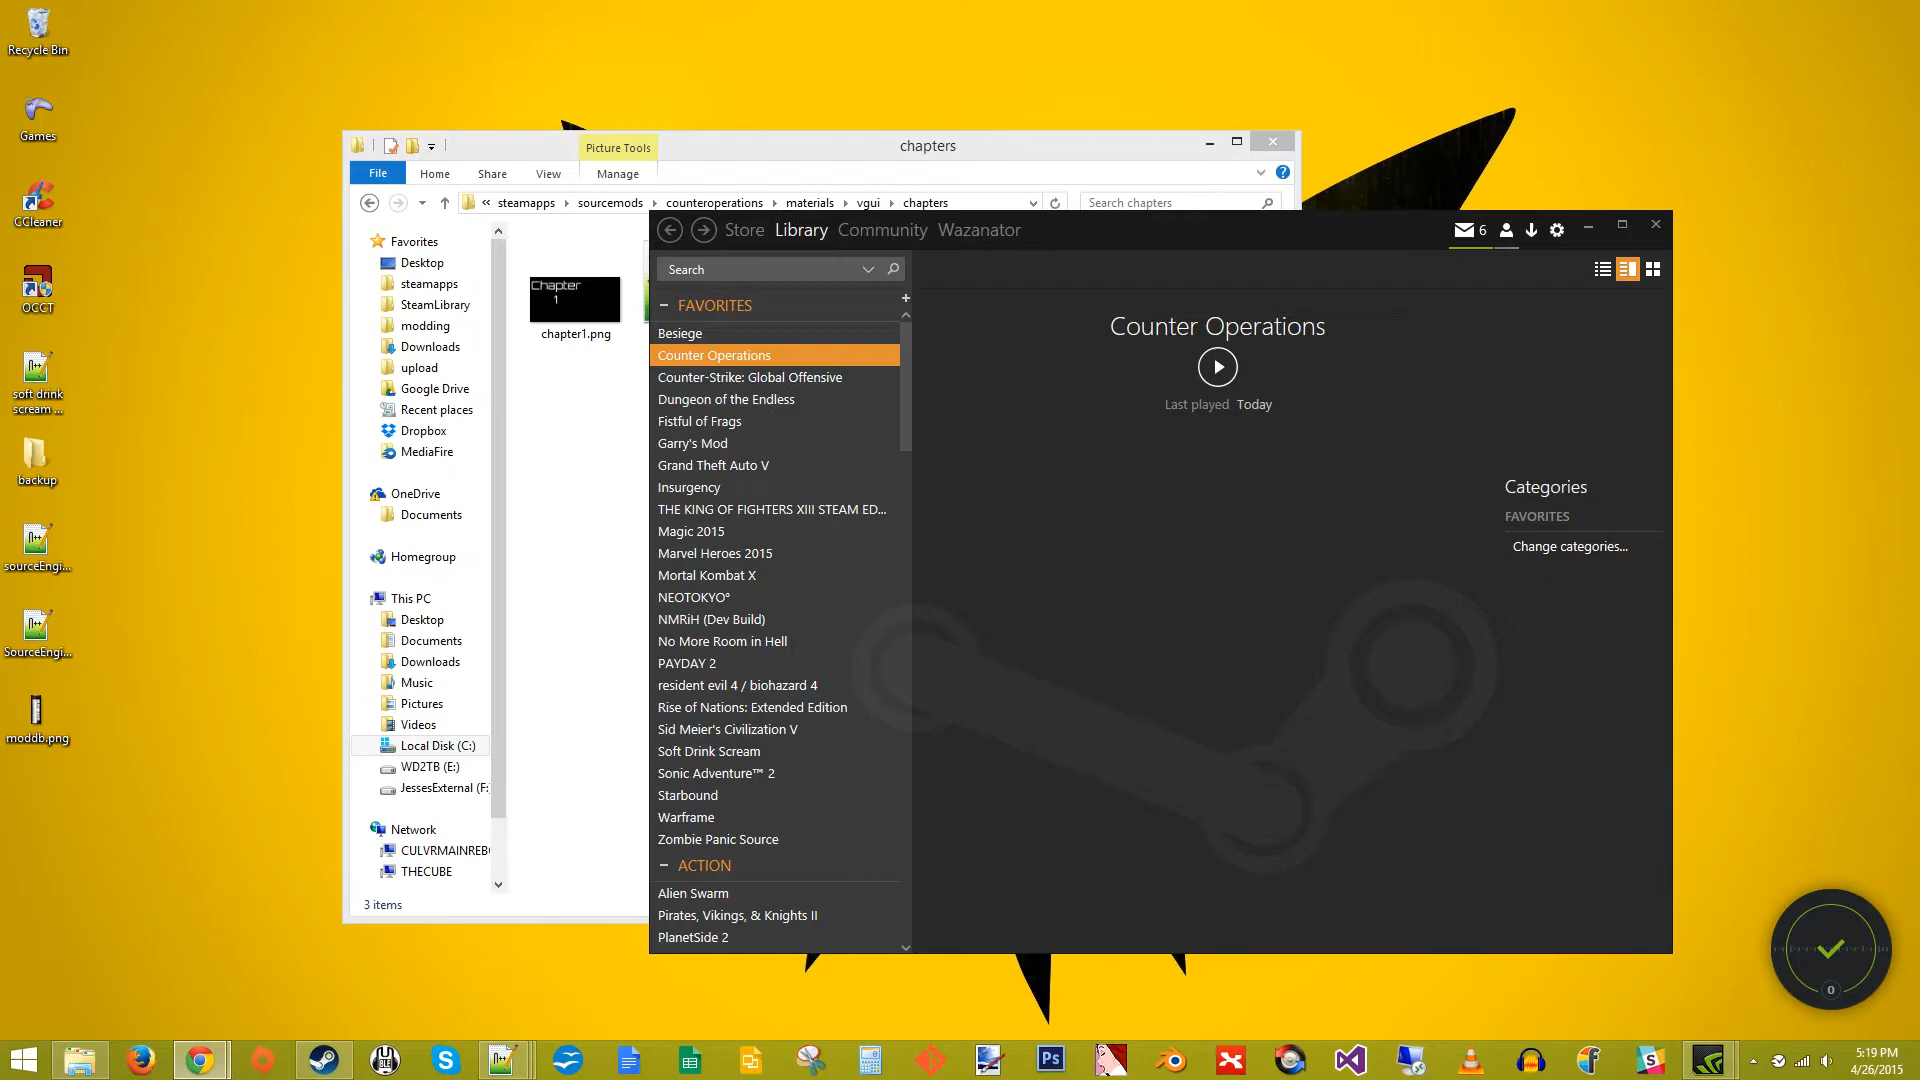 Recycle Bin
Games
CCleaner
OCCT
soft drink
scream ...
backup
sourceEngi...
SourceEngi...
moddb.png
Picture Tools
chapters
File
Home
Share
View
Manage
« steamapps › sourcemods › counteroperations › materials › vgui › chapters
Search chapters
Favorites
Desktop
steamapps
SteamLibrary
modding
Downloads
upload
Google Drive
Recent places
Dropbox
MediaFire
OneDrive
Documents
Homegroup
This PC
Desktop
Documents
Downloads
Music
Pictures
Videos
Local Disk (C:)
WD2TB (E:)
JessesExternal (F:
Network
CULVRMAINREB
THECUBE
3 items
Chapter
1
chapter1.png
Store
Library
Community
Wazanator
6
Search
FAVORITES
Besiege
Counter Operations
Counter-Strike: Global Offensive
Dungeon of the Endless
Fistful of Frags
Garry's Mod
Grand Theft Auto V
Insurgency
THE KING OF FIGHTERS XIII STEAM ED...
Magic 2015
Marvel Heroes 2015
Mortal Kombat X
NEOTOKYO°
NMRiH (Dev Build)
No More Room in Hell
PAYDAY 2
resident evil 4 / biohazard 4
Rise of Nations: Extended Edition
Sid Meier's Civilization V
Soft Drink Scream
Sonic Adventure™ 2
Starbound
Warframe
Zombie Panic Source
ACTION
Alien Swarm
Pirates, Vikings, & Knights II
PlanetSide 2
Counter Operations
Last played Today
Categories
FAVORITES
Change categories...
0
Ps
5:19 PM
4/26/2015